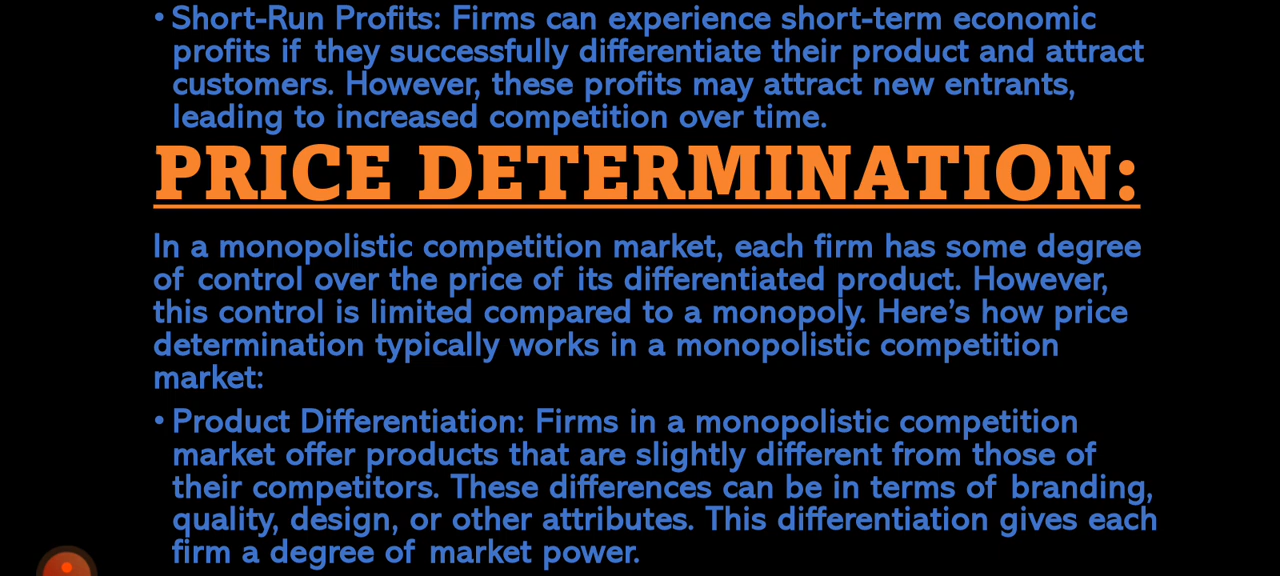 • Short-Run Profits: Firms can experience short-term economic
profits if they successfully differentiate their product and attract
customers. However, these profits may attract new entrants,
leading to increased competition over time.
PRICE DETERMINATION:
In a monopolistic competition market, each firm has some degree
of control over the price of its differentiated product. However,
this control is limited compared to a monopoly. Here’s how price
determination typically works in a monopolistic competition
market:
• Product Differentiation: Firms in a monopolistic competition
market offer products that are slightly different from those of
their competitors. These differences can be in terms of branding,
quality, design, or other attributes. This differentiation gives each
firm a degree of market power.